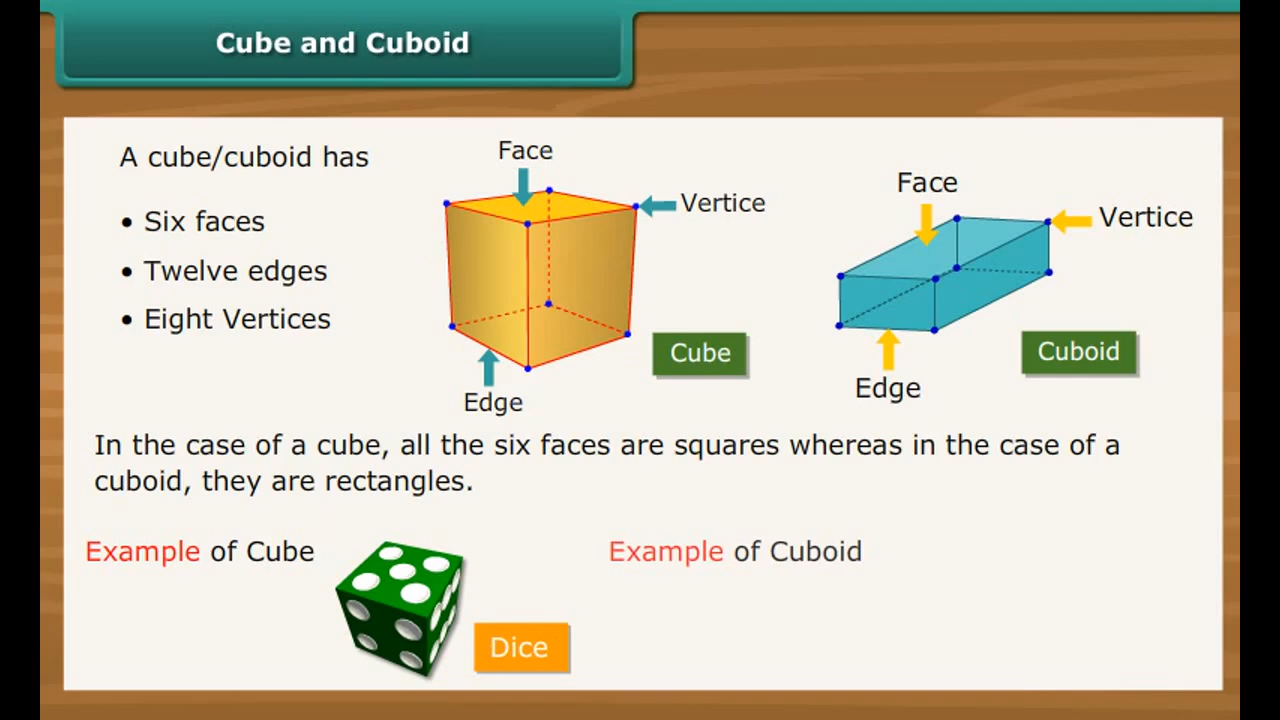 Cube and Cuboid
A cube/cuboid has
• Six faces
• Twelve edges
• Eight Vertices
Face
Vertice
Edge
Cube
Face
Vertice
Edge
Cuboid
In the case of a cube, all the six faces are squares whereas in the case of a
cuboid, they are rectangles.
Example of Cube
Dice
Example of Cuboid